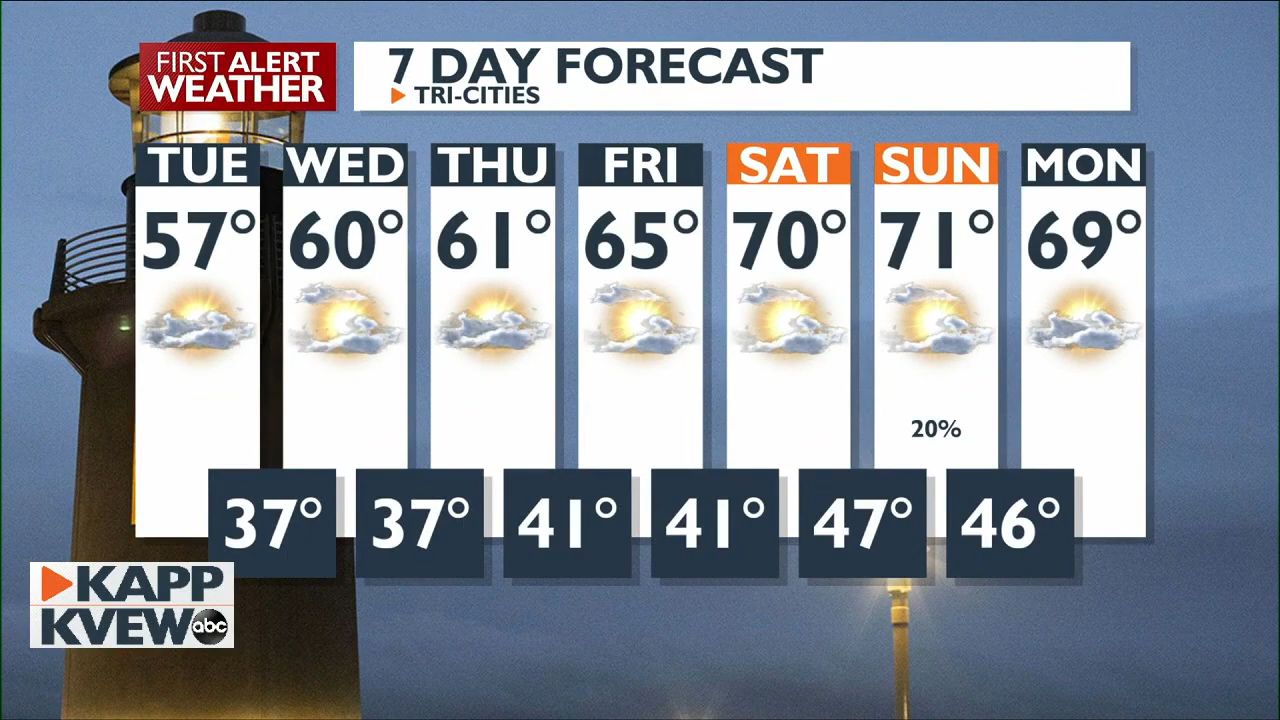 FIRST ALERT
WEATHER
7 DAY FORECAST
TRI-CITIES
TUE WED THU FRI SAT SUN MON
57° 60° 61° 65° 70° 71° 69°
20%
37° 37° 41° 41° 47° 46°
KAPP
KVEW abc